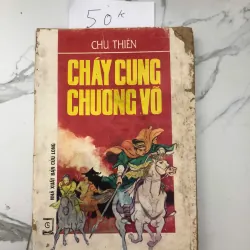 50k
CHU THIÊN
CHÁY CUNG
CHƯƠNG VÕ
NHÀ XUẤT BẢN CỬU LONG